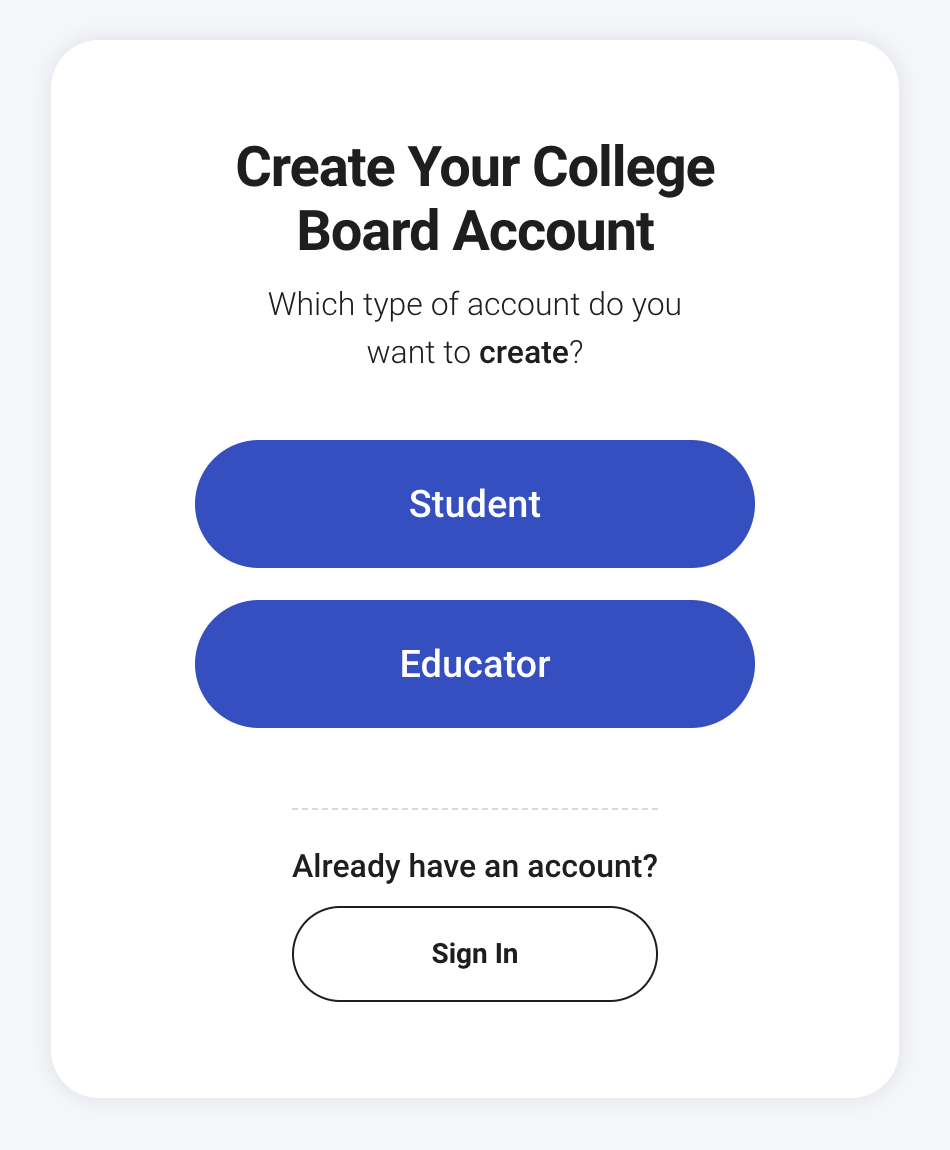 Create Your College
Board Account
Which type of account do you
want to create?
Student
Educator
Already have an account?
Sign In